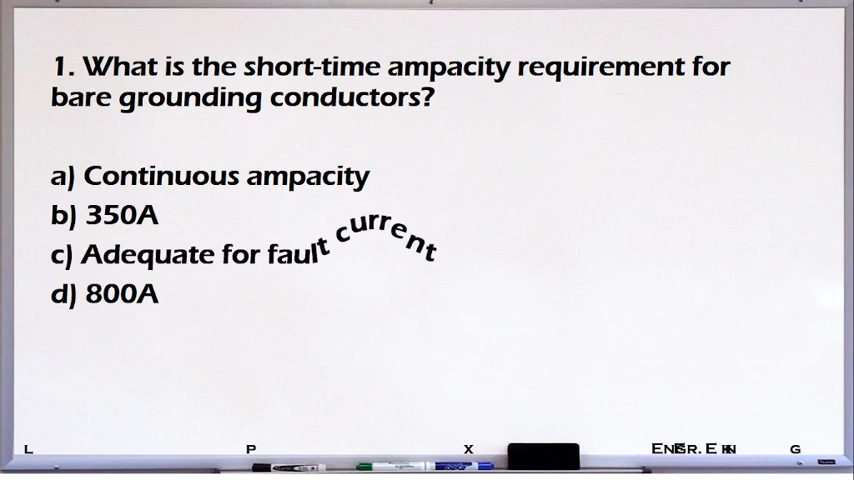 1. What is the short-time ampacity requirement for
bare grounding conductors?
a) Continuous ampacity
b) 350A
c) Adequate for fault current
d) 800A
L P X G